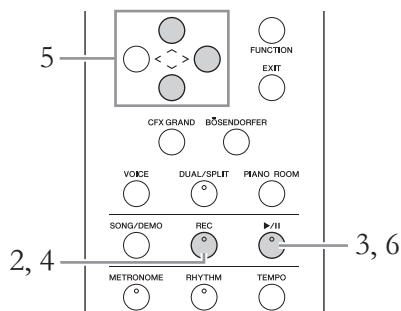 5
FUNCTION
EXIT
CFX GRAND BÖSENDORFER
VOICE DUAL/SPLIT PIANO ROOM
SONG/DEMO REC ►/II
2, 4
3, 6
METRONOME RHYTHM TEMPO